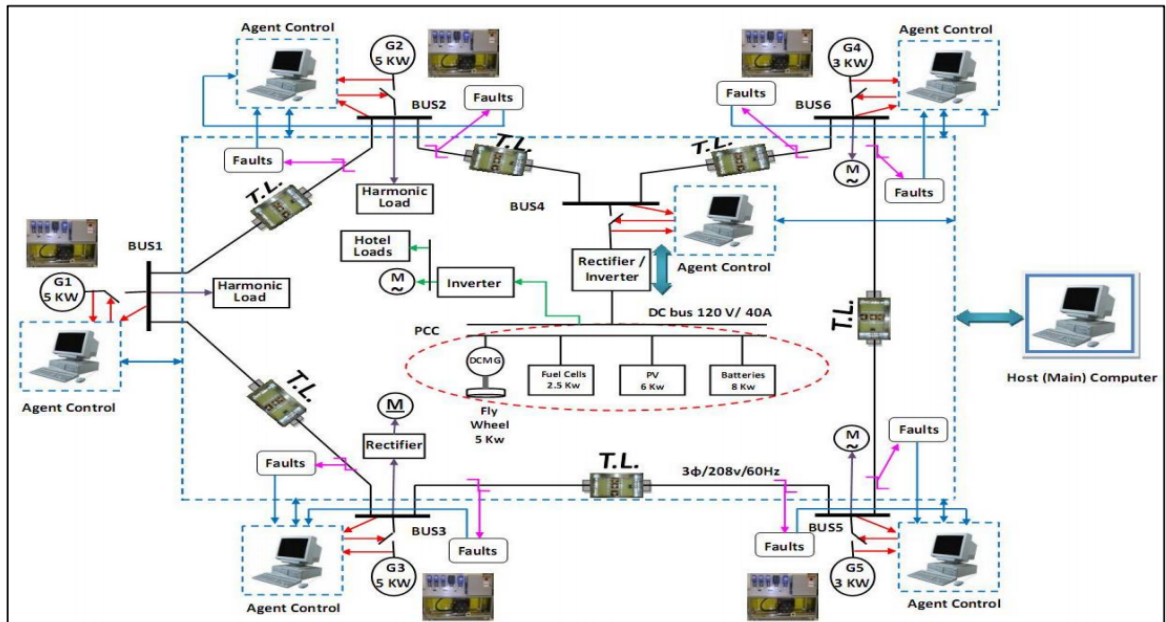 Agent Control
G2
5 KW
BUS2
Faults
Faults
T.L.
Harmonic
Load
T.L.
G4
3 KW
BUS6
Agent Control
Faults
M
~
Faults
T.L.
BUS4
Agent Control
Hotel
Loads
M
~
Inverter
Rectifier /
Inverter
BUS1
G1
5 KW
Harmonic
Load
Agent Control
T.L.
PCC
DC bus 120 V/ 40A
DCMG
Fly
Wheel
5 Kw
Fuel Cells
2.5 Kw
PV
6 Kw
Batteries
8 Kw
T.L.
Host (Main) Computer
M
Rectifier
Faults
BUS3
G3
5 KW
Faults
Agent Control
T.L.
3ϕ/208v/60Hz
M
~
Faults
Faults
BUS5
G5
3 KW
Agent Control